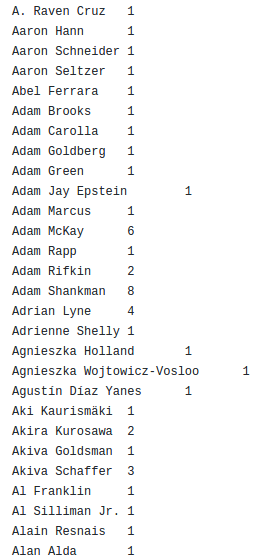 A. Raven Cruz 1
Aaron Hann 1
Aaron Schneider 1
Aaron Seltzer 1
Abel Ferrara 1
Adam Brooks 1
Adam Carolla 1
Adam Goldberg 1
Adam Green 1
Adam Jay Epstein 1
Adam Marcus 1
Adam McKay 6
Adam Rapp 1
Adam Rifkin 2
Adam Shankman 8
Adrian Lyne 4
Adrienne Shelly 1
Agnieszka Holland 1
Agnieszka Wojtowicz-Vosloo 1
Agustín Díaz Yanes 1
Aki Kaurismäki 1
Akira Kurosawa 2
Akiva Goldsman 1
Akiva Schaffer 3
Al Franklin 1
Al Silliman Jr. 1
Alain Resnais 1
Alan Alda 1